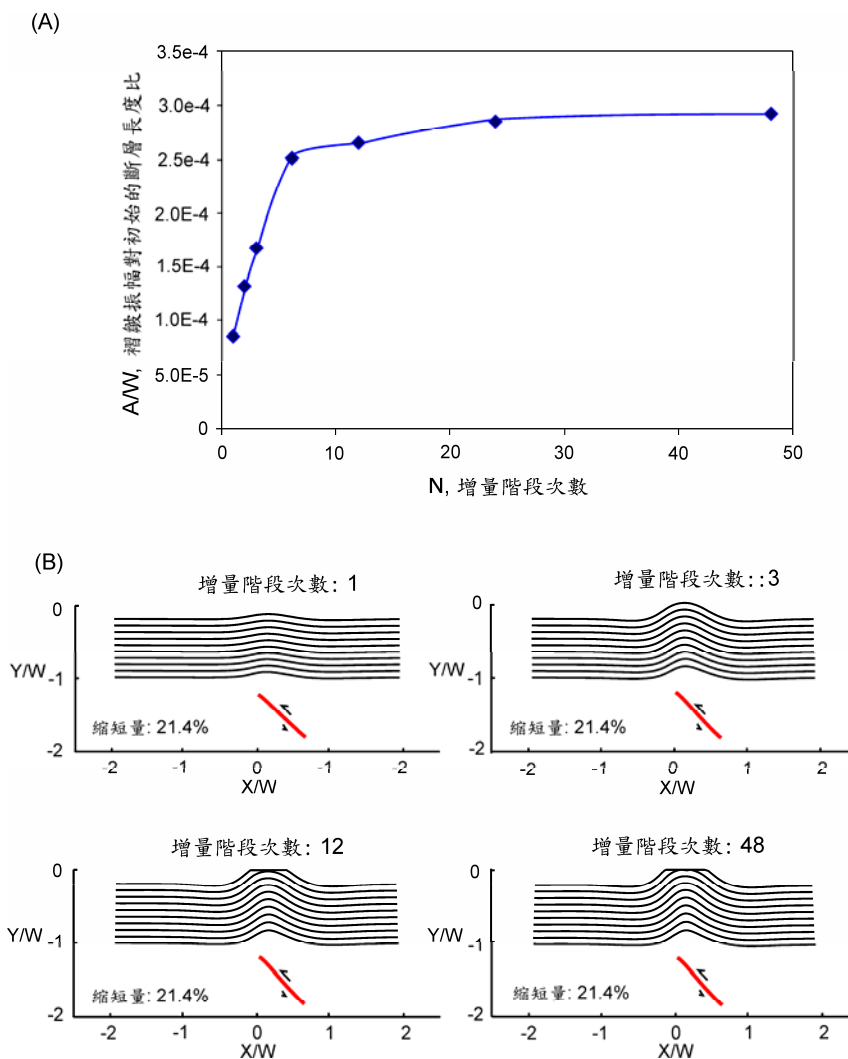 (A)
A/W, 褶皺振幅對初始的斷層長度比
3.5e-4
3.0e-4
2.5e-4
2.0E-4
1.5E-4
1.0E-4
5.0E-5
0
0 10 20 30 40 50
N, 增量階段次數
(B)
增量階段次數: 1
0
Y/W
-1
-2
縮短量: 21.4%
-2 -1 0 -1 -2
X/W
增量階段次數::3
0
Y/W
-1
-2
縮短量: 21.4%
-2 -1 0 1 2
X/W
增量階段次數: 12
0
Y/W
-1
-2
縮短量: 21.4%
-2 -1 0 1 2
X/W
增量階段次數: 48
0
Y/W
-1
-2
縮短量: 21.4%
-2 -1 0 1 2
X/W